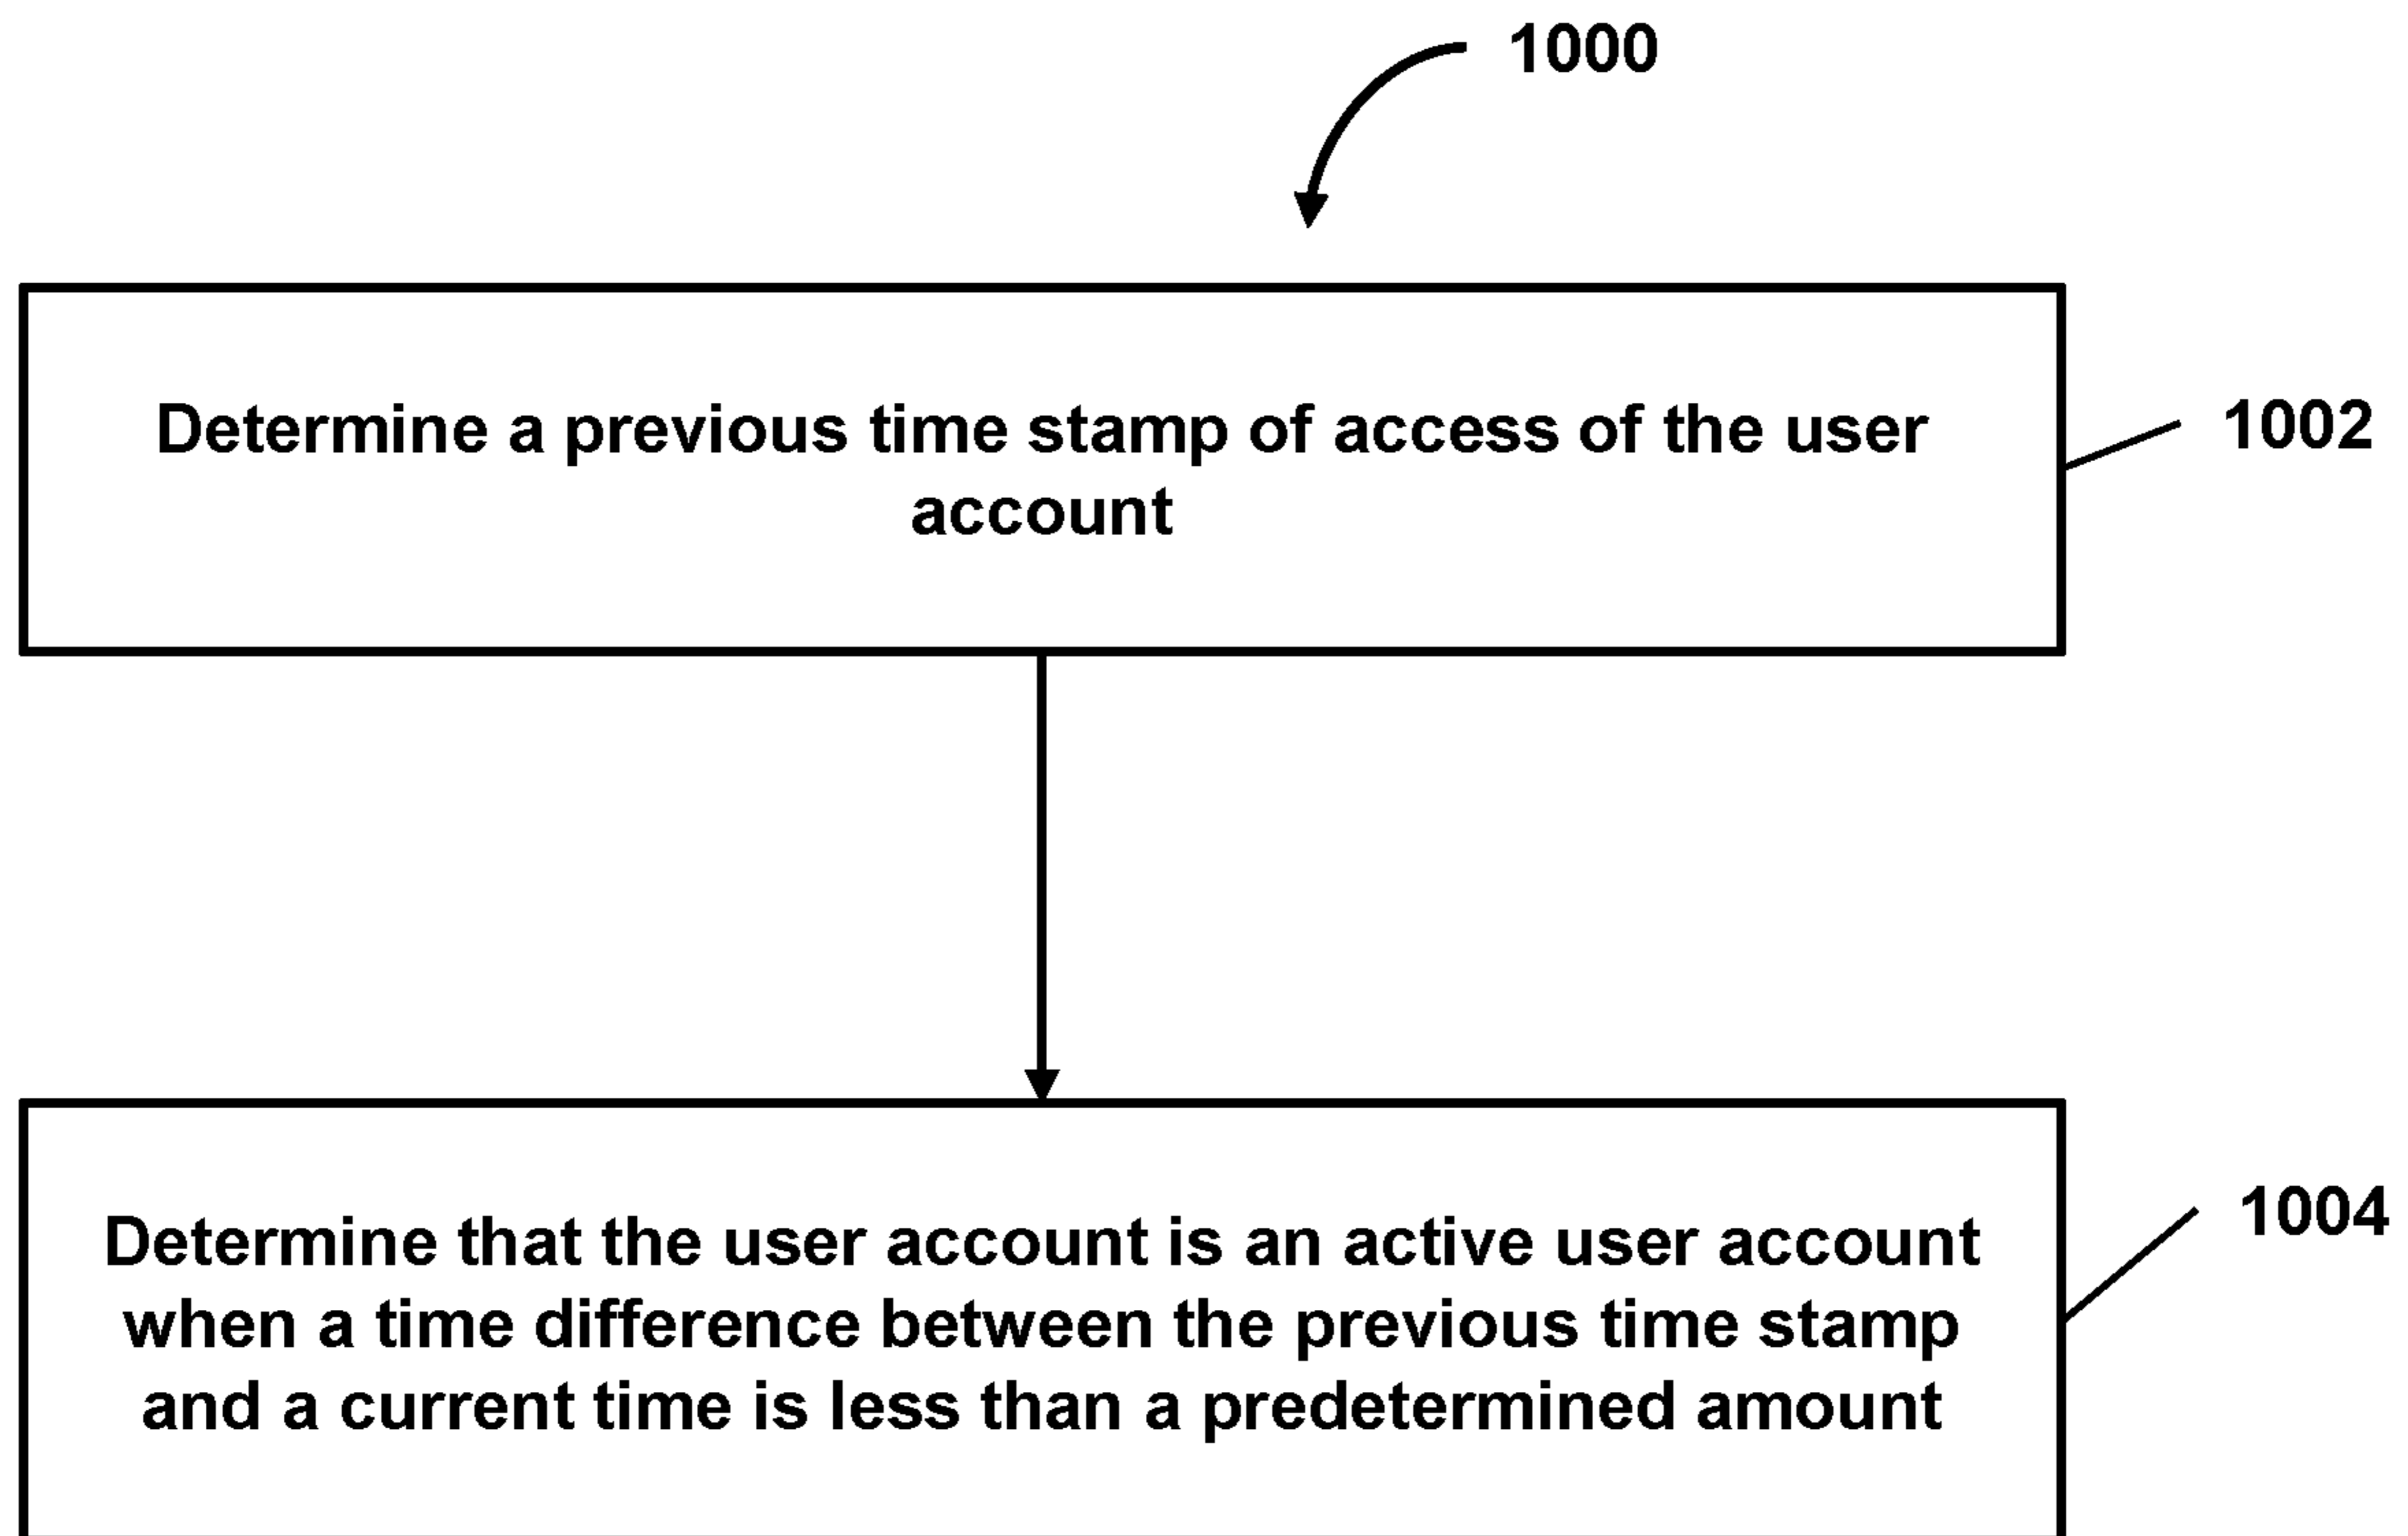 1000
Determine a previous time stamp of access of the user
account
1002
Determine that the user account is an active user account
when a time difference between the previous time stamp
and a current time is less than a predetermined amount
1004